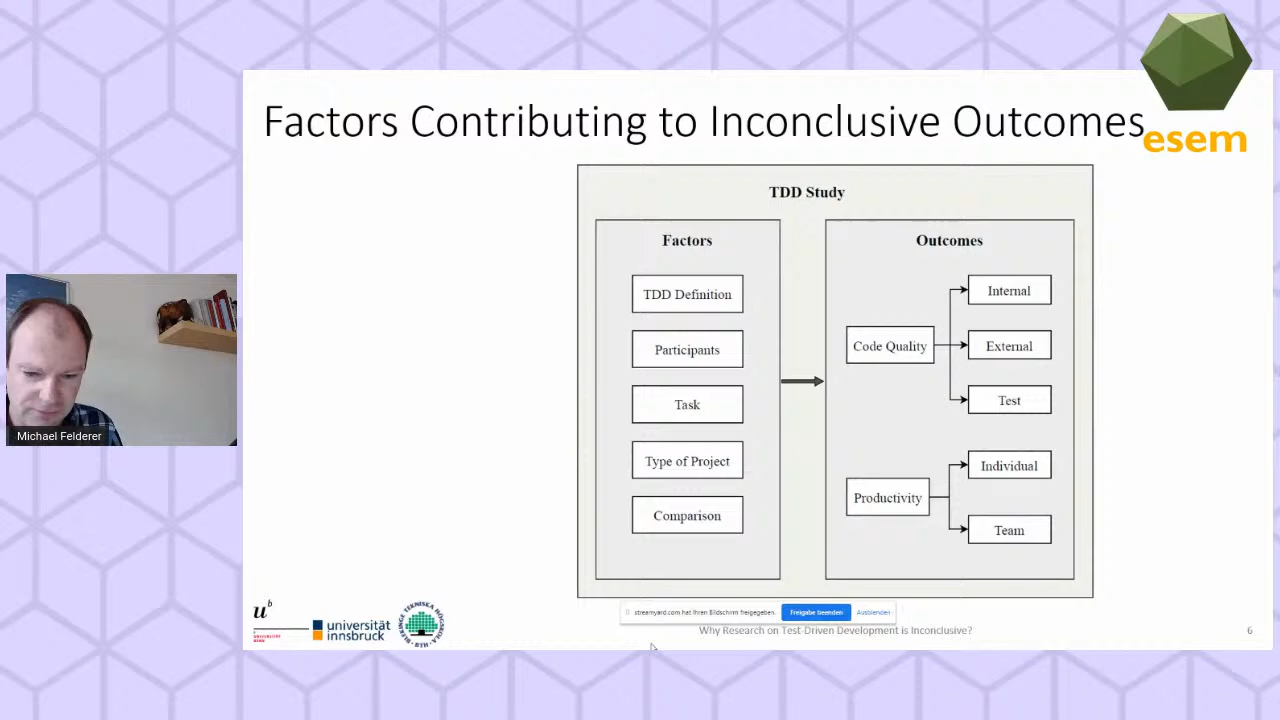 Factors Contributing to Inconclusive Outcomes
esem
TDD Study
Factors
TDD Definition
Participants
Task
Type of Project
Comparison
Outcomes
Code Quality
Internal
External
Test
Productivity
Individual
Team
Michael Felderer
u
b
universität
innsbruck
streamyard.com hat Ihren Bildschirm freigegeben.
Freigabe beenden
Ausblenden
Why Research on Test-Driven Development is Inconclusive?
6